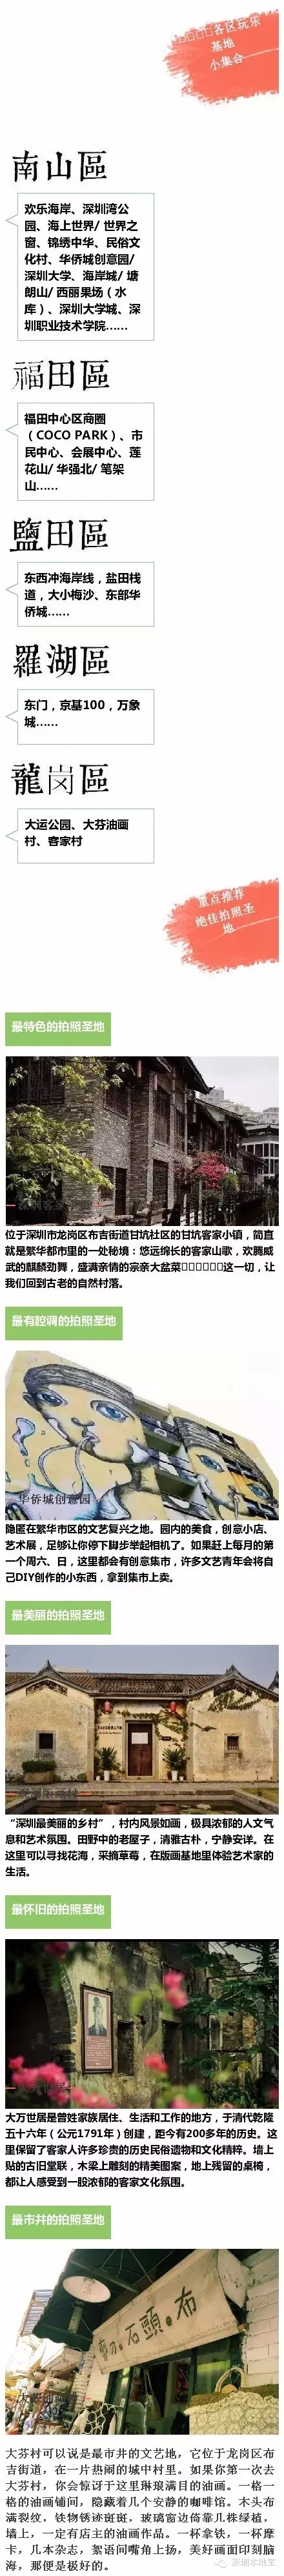 □□□□各区玩乐
基地
小集合
南山區
欢乐海岸、深圳湾公
园、海上世界/ 世界之
窗、锦绣中华、民俗文
化村、华侨城创意园/
深圳大学、海岸城/ 塘
朗山/ 西丽果场（水
库）、深圳大学城、深
圳职业技术学院……
福田區
福田中心区商圈
（COCO PARK）、市
民中心、会展中心、莲
花山/ 华强北/ 笔架
山……
鹽田區
东西冲海岸线，盐田栈
道，大小梅沙、东部华
侨城……
羅湖區
东门，京基100，万象
城……
龍岗區
大运公园、大芬油画
村、客家村
重点推荐
绝佳拍照圣
地
最特色的拍照圣地
位于深圳市龙岗区布吉街道甘坑社区的甘坑客家小镇，简直
就是繁华都市里的一处秘境：悠远绵长的客家山歌，欢腾威
武的麒麟劲舞，盛满亲情的宗亲大盆菜□□□□□□这一切，让
我们回到古老的自然村落。
最有腔调的拍照圣地
华侨城创意园
隐匿在繁华市区的文艺复兴之地。园内的美食，创意小店、
艺术展，足够让你停下脚步举起相机了。如果赶上每月的第
一个周六、日，这里都会有创意集市，许多文艺青年会将自
己DIY创作的小东西，拿到集市上卖。
最美丽的拍照圣地
“深圳最美丽的乡村”，村内风景如画，极具浓郁的人文气
息和艺术氛围。田野中的老屋子，清雅古朴，宁静安详。在
这里可以寻找花海，采摘草莓，在版画基地里体验艺术家的
生活。
最怀旧的拍照圣地
大万世居
大万世居是曾姓家族居住、生活和工作的地方，于清代乾隆
五十六年（公元1791年）创建，距今有200多年的历史。这
里保留了客家人许多珍贵的历史民俗遗物和文化精粹。墙上
贴的古旧堂联，木梁上雕刻的精美图案，地上残留的桌椅，
都让人感受到一股浓郁的客家文化氛围。
最市井的拍照圣地
剪刀·石頭·布
大芬村可以说是最市井的文艺地，它位于龙岗区布
吉街道，在一片热闹的城中村里。如果你第一次去
大芬村，你会惊讶于这里琳琅满目的油画。一格一
格的油画铺间，隐藏着几个安静的咖啡馆。木头布
满裂纹，铁物锈迹斑斑，玻璃窗边倚靠几株绿植，
墙上，一定有店主的油画作品。一杯拿铁，一杯摩
卡，几本杂志，絮语间嘴角上扬，美好画面印刻脑
海，那便是极好的。
深圳本地宝